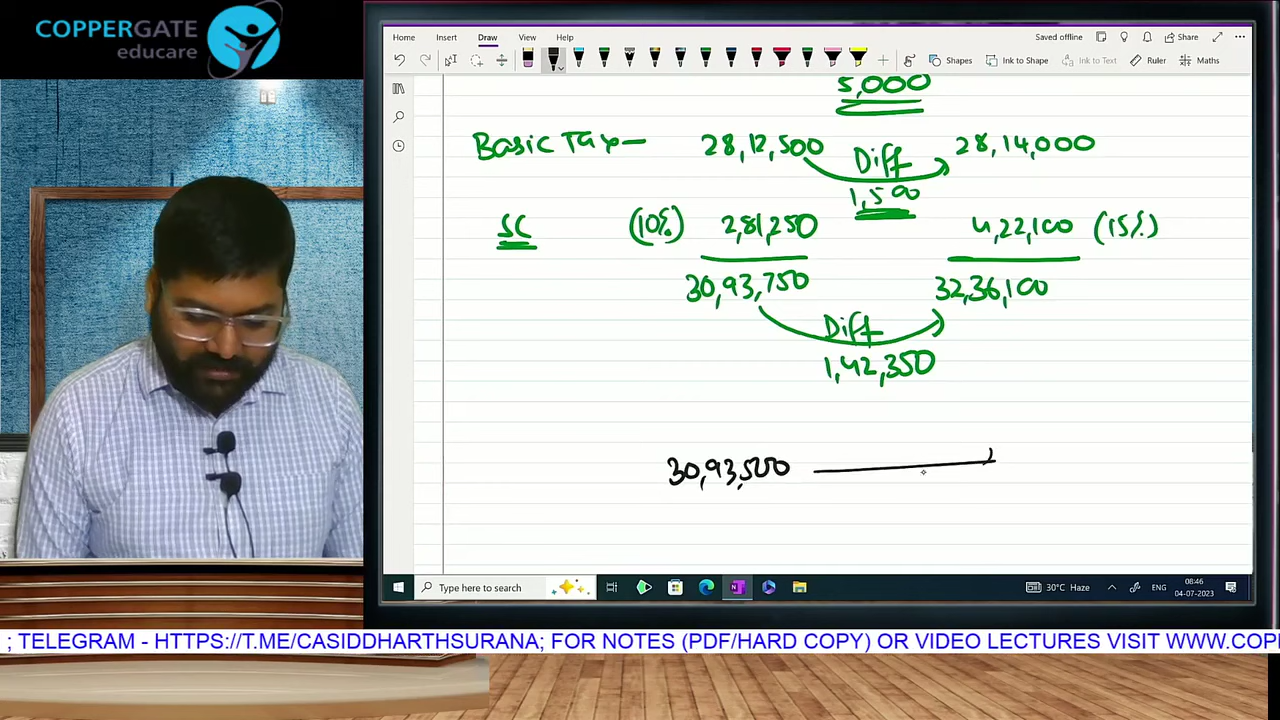 COPPERGATE
educare
Home Insert Draw View Help
Saved offline
Share
Shapes Ink to Shape Ink to Text Ruler Maths
5,000
Basic Tax— 28,12,500 Diff 28,14,000
1,500
SC (10%) 2,81,250 4,22,100 (15%)
30,93,750 32,36,100
Diff
1,42,350
30,93,500
Type here to search
30°C Haze
ENG
08:46
04-07-2023
; TELEGRAM - HTTPS://T.ME/CASIDDHARTHSURANA; FOR NOTES (PDF/HARD COPY) OR VIDEO LECTURES VISIT WWW.COP